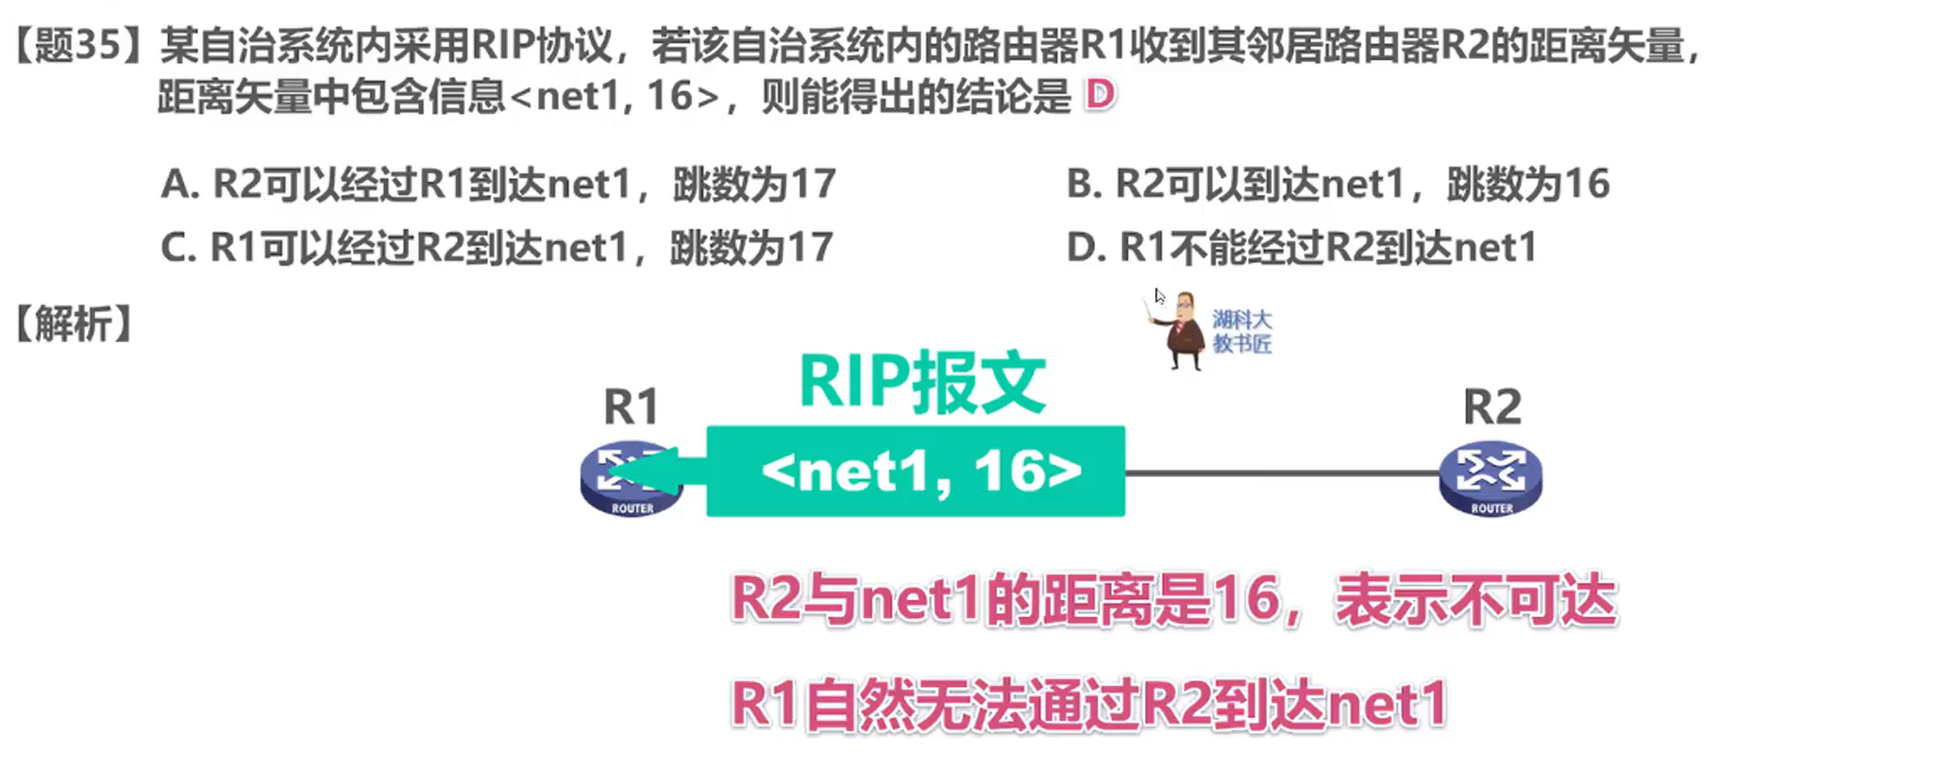 【题35】某自治系统内采用RIP协议，若该自治系统内的路由器R1收到其邻居路由器R2的距离矢量，
距离矢量中包含信息<net1, 16>，则能得出的结论是 D
A. R2可以经过R1到达net1，跳数为17
B. R2可以到达net1，跳数为16
C. R1可以经过R2到达net1，跳数为17
D. R1不能经过R2到达net1
【解析】
湖科大
教书匠
RIP报文
R1
R2
<net1, 16>
ROUTER
ROUTER
R2与net1的距离是16，表示不可达
R1自然无法通过R2到达net1